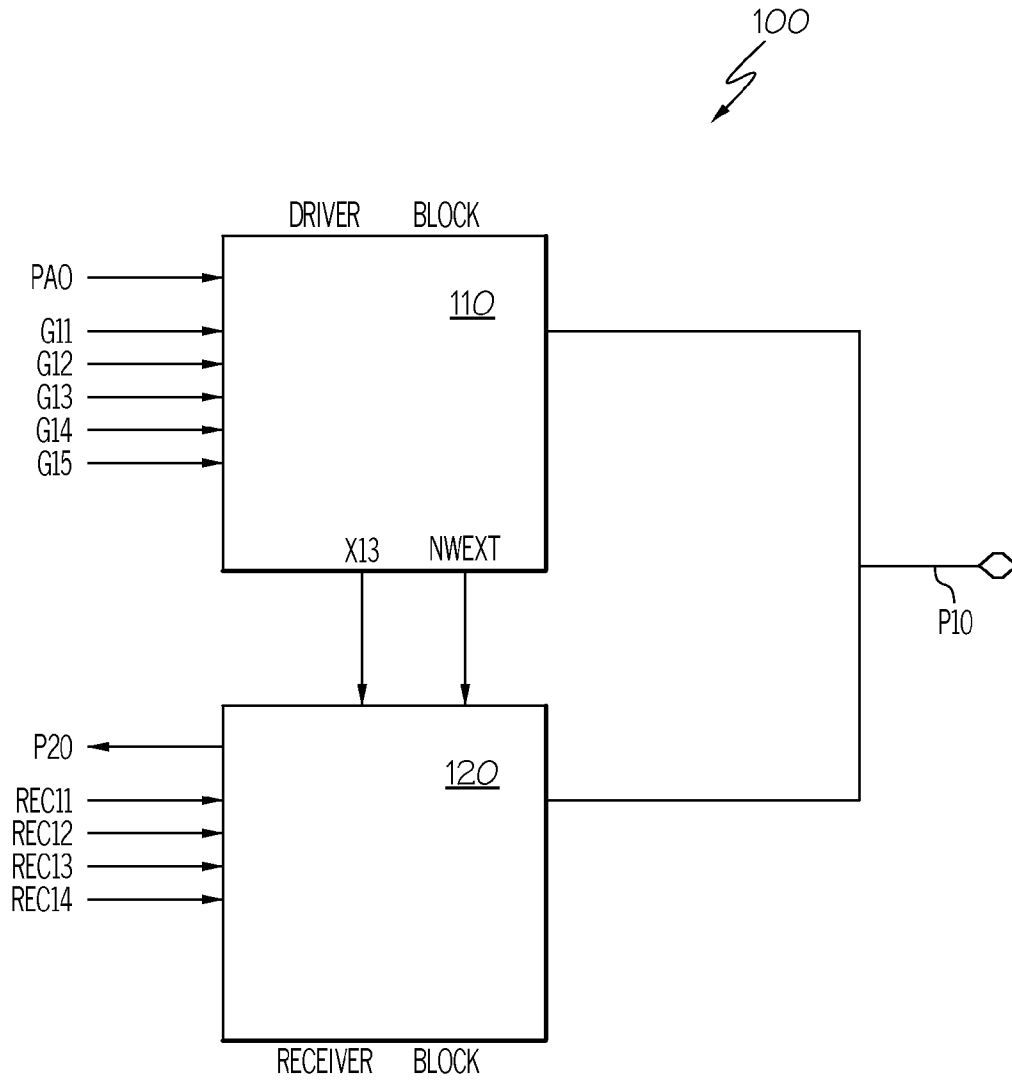 100
DRIVER BLOCK
PA0
110
G11
G12
G13
G14
G15
X13 NWEXT
P10
P20
120
REC11
REC12
REC13
REC14
RECEIVER BLOCK